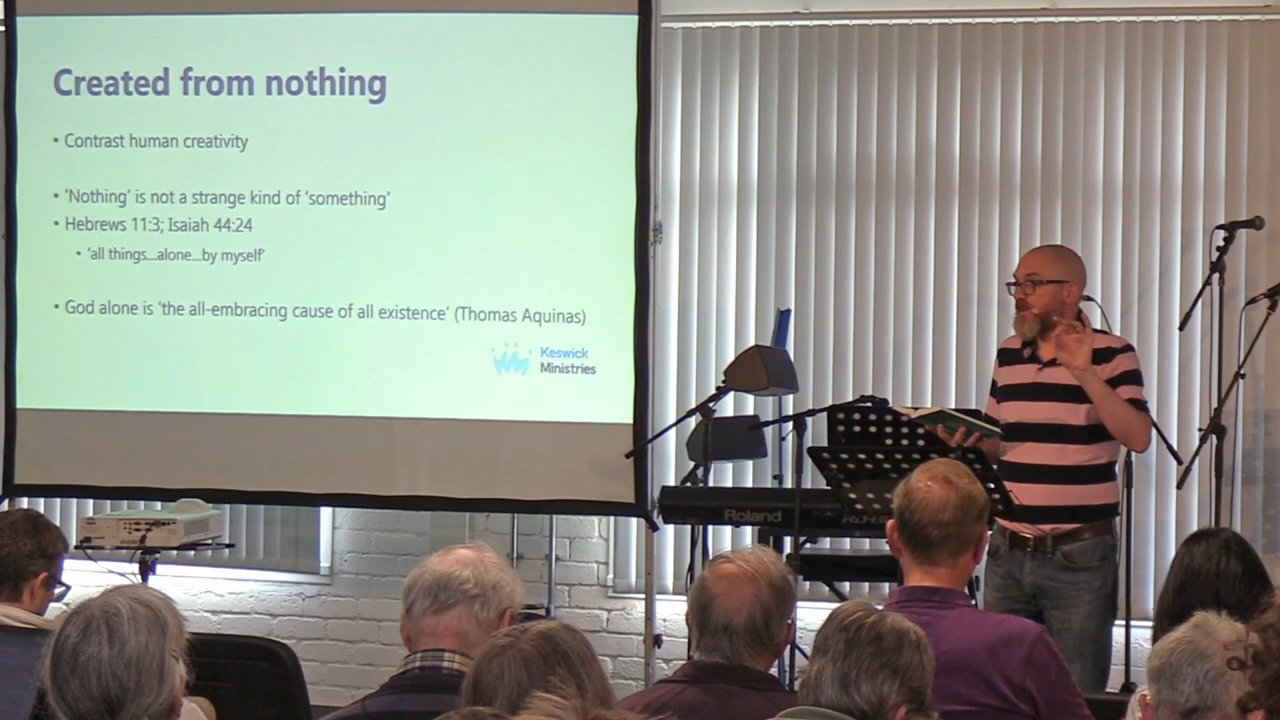 Created from nothing
• Contrast human creativity
• 'Nothing' is not a strange kind of 'something'
• Hebrews 11:3; Isaiah 44:24
• 'all things...alone...by myself'
• God alone is 'the all-embracing cause of all existence' (Thomas Aquinas)
Keswick
Ministries
Roland